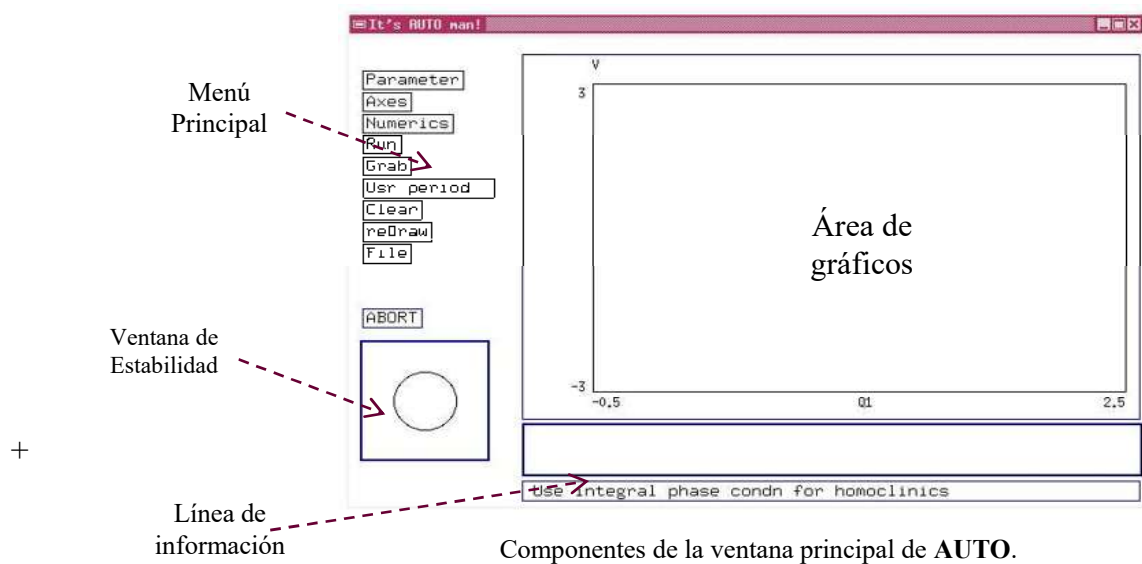 It's AUTO man!
Menú
Principal
Parameter
Axes
Numerics
Run
Grab
Usr period
Clear
reDraw
File
ABORT
V
3
Área de
gráficos
-3
-0.5
Q1
2.5
Ventana de
Estabilidad
+
Use integral phase condn for homoclinics
Línea de
información
Componentes de la ventana principal de AUTO.